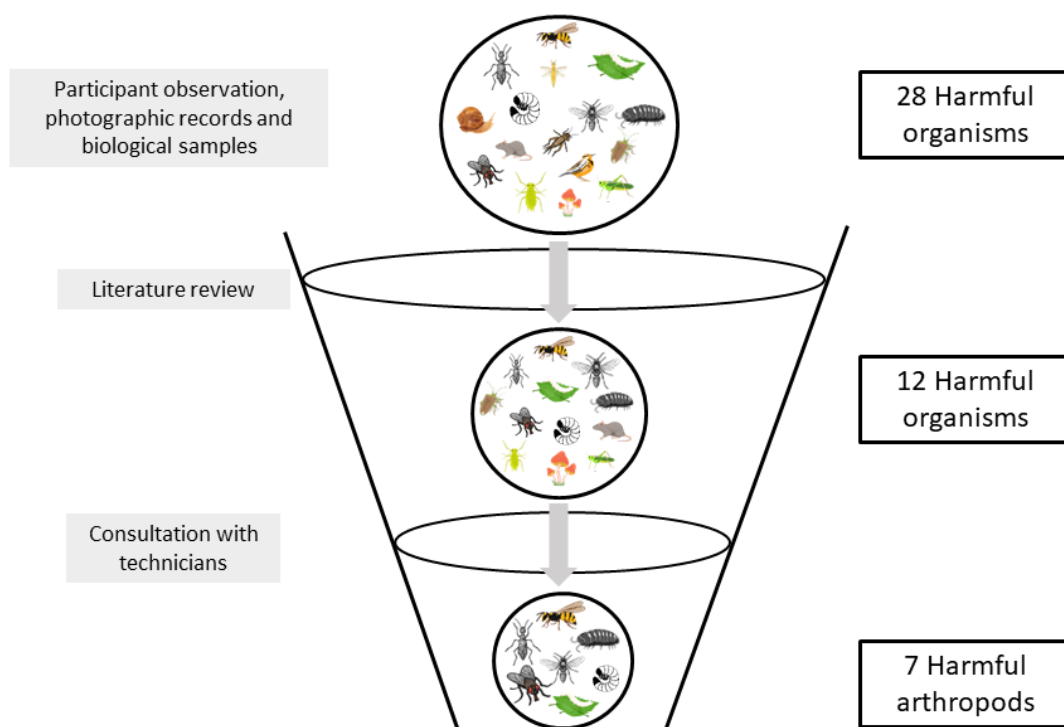 Participant observation,
photographic records and
biological samples
28 Harmful
organisms
Literature review
12 Harmful
organisms
Consultation with
technicians
7 Harmful
arthropods